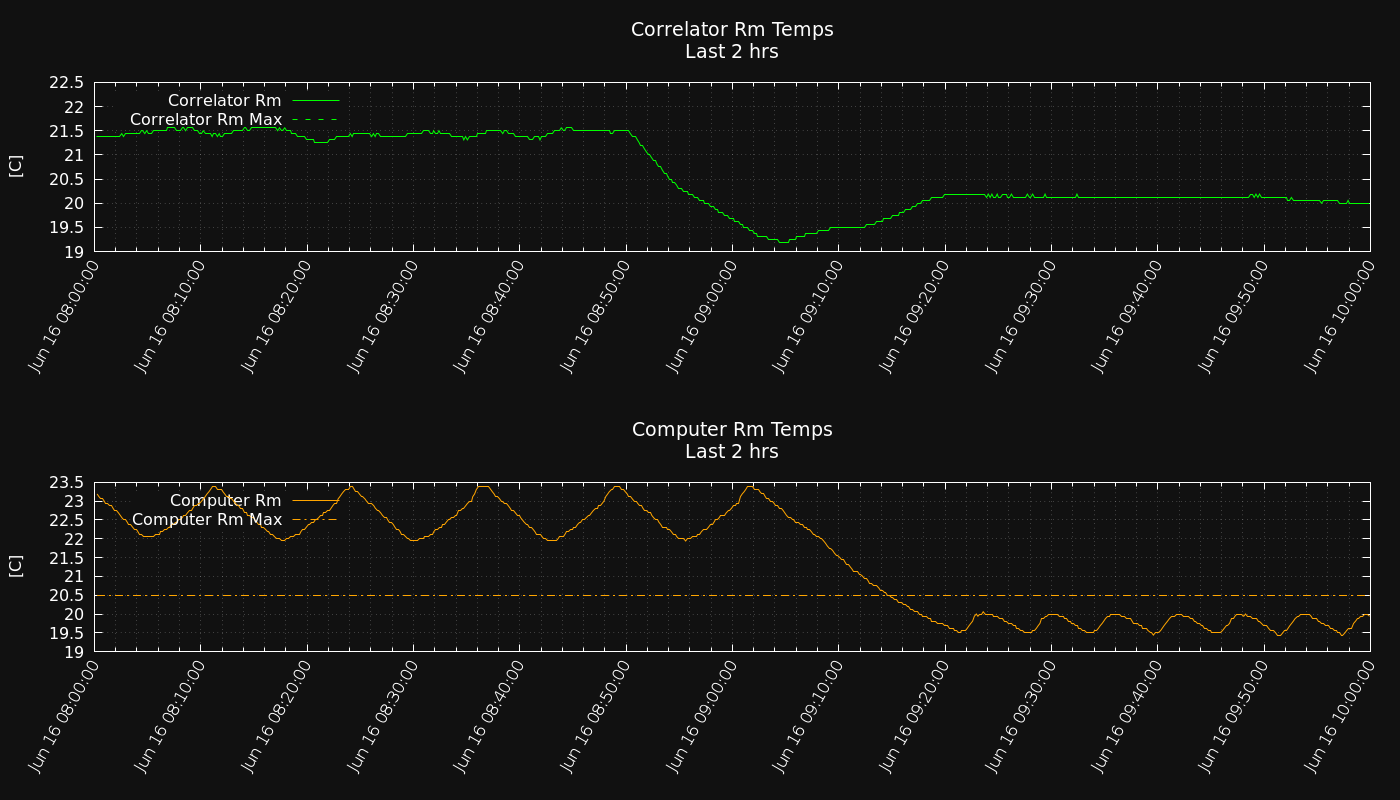 Correlator Rm Temps
Last 2 hrs
[C]
22.5
22
21.5
21
20.5
20
19.5
19
Correlator Rm
Correlator Rm Max
Jun 16 08:00:00
Jun 16 08:10:00
Jun 16 08:20:00
Jun 16 08:30:00
Jun 16 08:40:00
Jun 16 08:50:00
Jun 16 09:00:00
Jun 16 09:10:00
Jun 16 09:20:00
Jun 16 09:30:00
Jun 16 09:40:00
Jun 16 09:50:00
Jun 16 10:00:00
Computer Rm Temps
Last 2 hrs
[C]
23.5
23
22.5
22
21.5
21
20.5
20
19.5
19
Computer Rm
Computer Rm Max
Jun 16 08:00:00
Jun 16 08:10:00
Jun 16 08:20:00
Jun 16 08:30:00
Jun 16 08:40:00
Jun 16 08:50:00
Jun 16 09:00:00
Jun 16 09:10:00
Jun 16 09:20:00
Jun 16 09:30:00
Jun 16 09:40:00
Jun 16 09:50:00
Jun 16 10:00:00